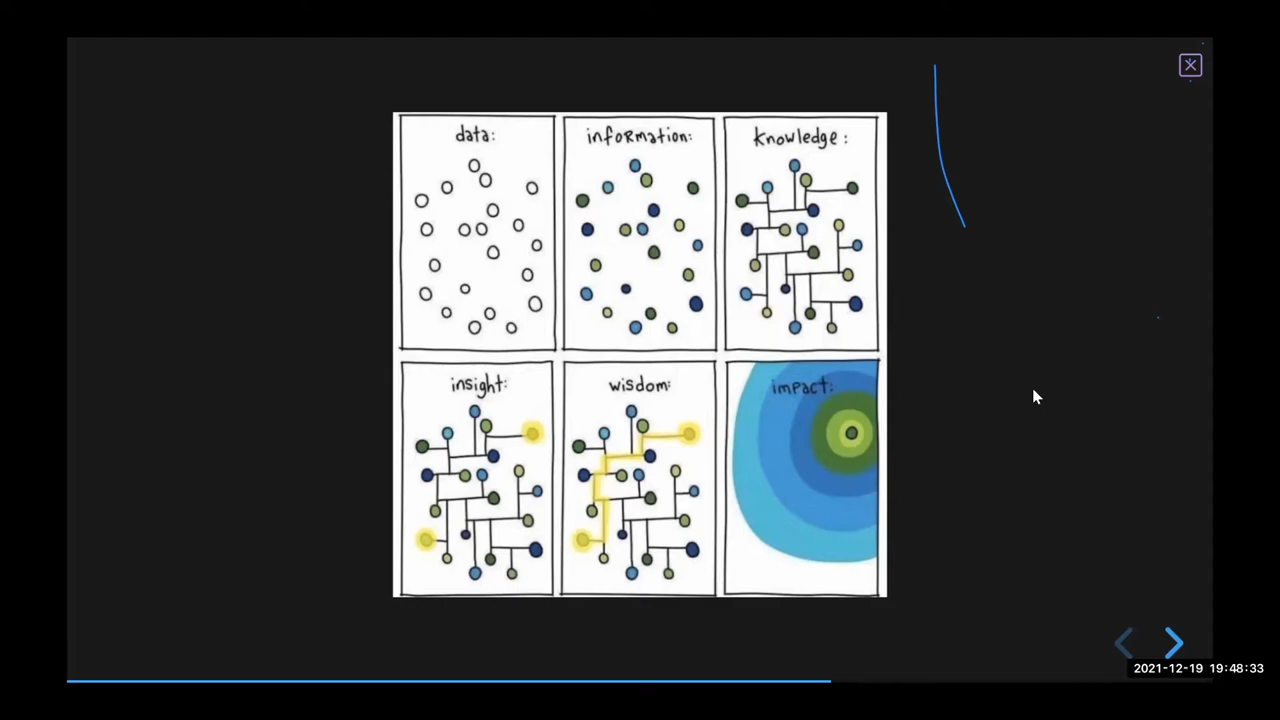 data:
information:
knowledge:
insight:
wisdom:
impact:
2021-12-19 19:48:33